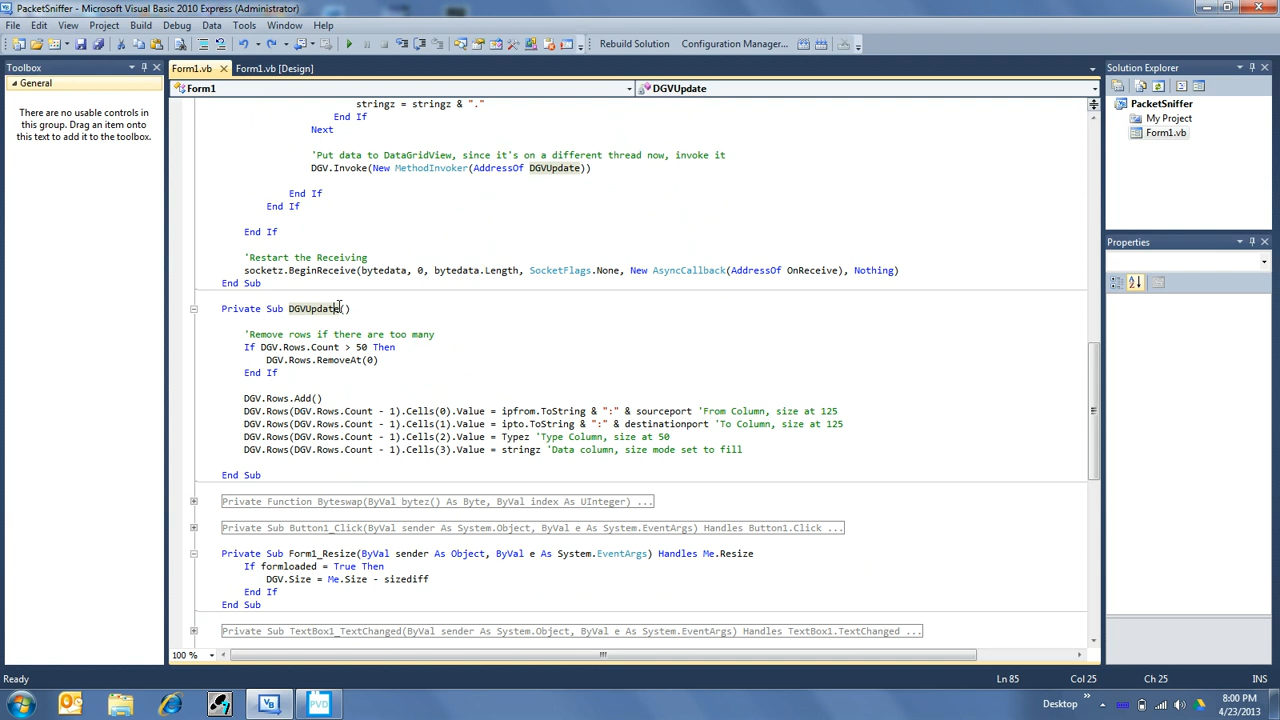 PacketSniffer - Microsoft Visual Basic 2010 Express (Administrator)
File Edit View Project Build Debug Data Tools Window Help
Rebuild Solution Configuration Manager...
Toolbox
General
There are no usable controls in
this group. Drag an item onto
this text to add it to the toolbox.
Form1.vb Form1.vb [Design]
Form1 DGVUpdate
stringz = stringz & "."
End If
Next
'Put data to DataGridView, since it's on a different thread now, invoke it
DGV.Invoke(New MethodInvoker(AddressOf DGVUpdate))
End If
End If
End If
'Restart the Receiving
socketz.BeginReceive(bytedata, 0, bytedata.Length, SocketFlags.None, New AsyncCallback(AddressOf OnReceive), Nothing)
End Sub
Private Sub DGVUpdate()
'Remove rows if there are too many
If DGV.Rows.Count > 50 Then
DGV.Rows.RemoveAt(0)
End If
DGV.Rows.Add()
DGV.Rows(DGV.Rows.Count - 1).Cells(0).Value = ipfrom.ToString & ":" & sourceport 'From Column, size at 125
DGV.Rows(DGV.Rows.Count - 1).Cells(1).Value = ipto.ToString & ":" & destinationport 'To Column, size at 125
DGV.Rows(DGV.Rows.Count - 1).Cells(2).Value = Typez 'Type Column, size at 50
DGV.Rows(DGV.Rows.Count - 1).Cells(3).Value = stringz 'Data column, size mode set to fill
End Sub
Private Function Byteswap(ByVal bytez() As Byte, ByVal index As UInteger) ...
Private Sub Button1_Click(ByVal sender As System.Object, ByVal e As System.EventArgs) Handles Button1.Click ...
Private Sub Form1_Resize(ByVal sender As Object, ByVal e As System.EventArgs) Handles Me.Resize
If formloaded = True Then
DGV.Size = Me.Size - sizediff
End If
End Sub
Private Sub TextBox1_TextChanged(ByVal sender As System.Object, ByVal e As System.EventArgs) Handles TextBox1.TextChanged ...
100 %
Solution Explorer
PacketSniffer
My Project
Form1.vb
Properties
Ready Ln 85 Col 25 Ch 25 INS
VB PVD Desktop 8:00 PM
4/23/2013